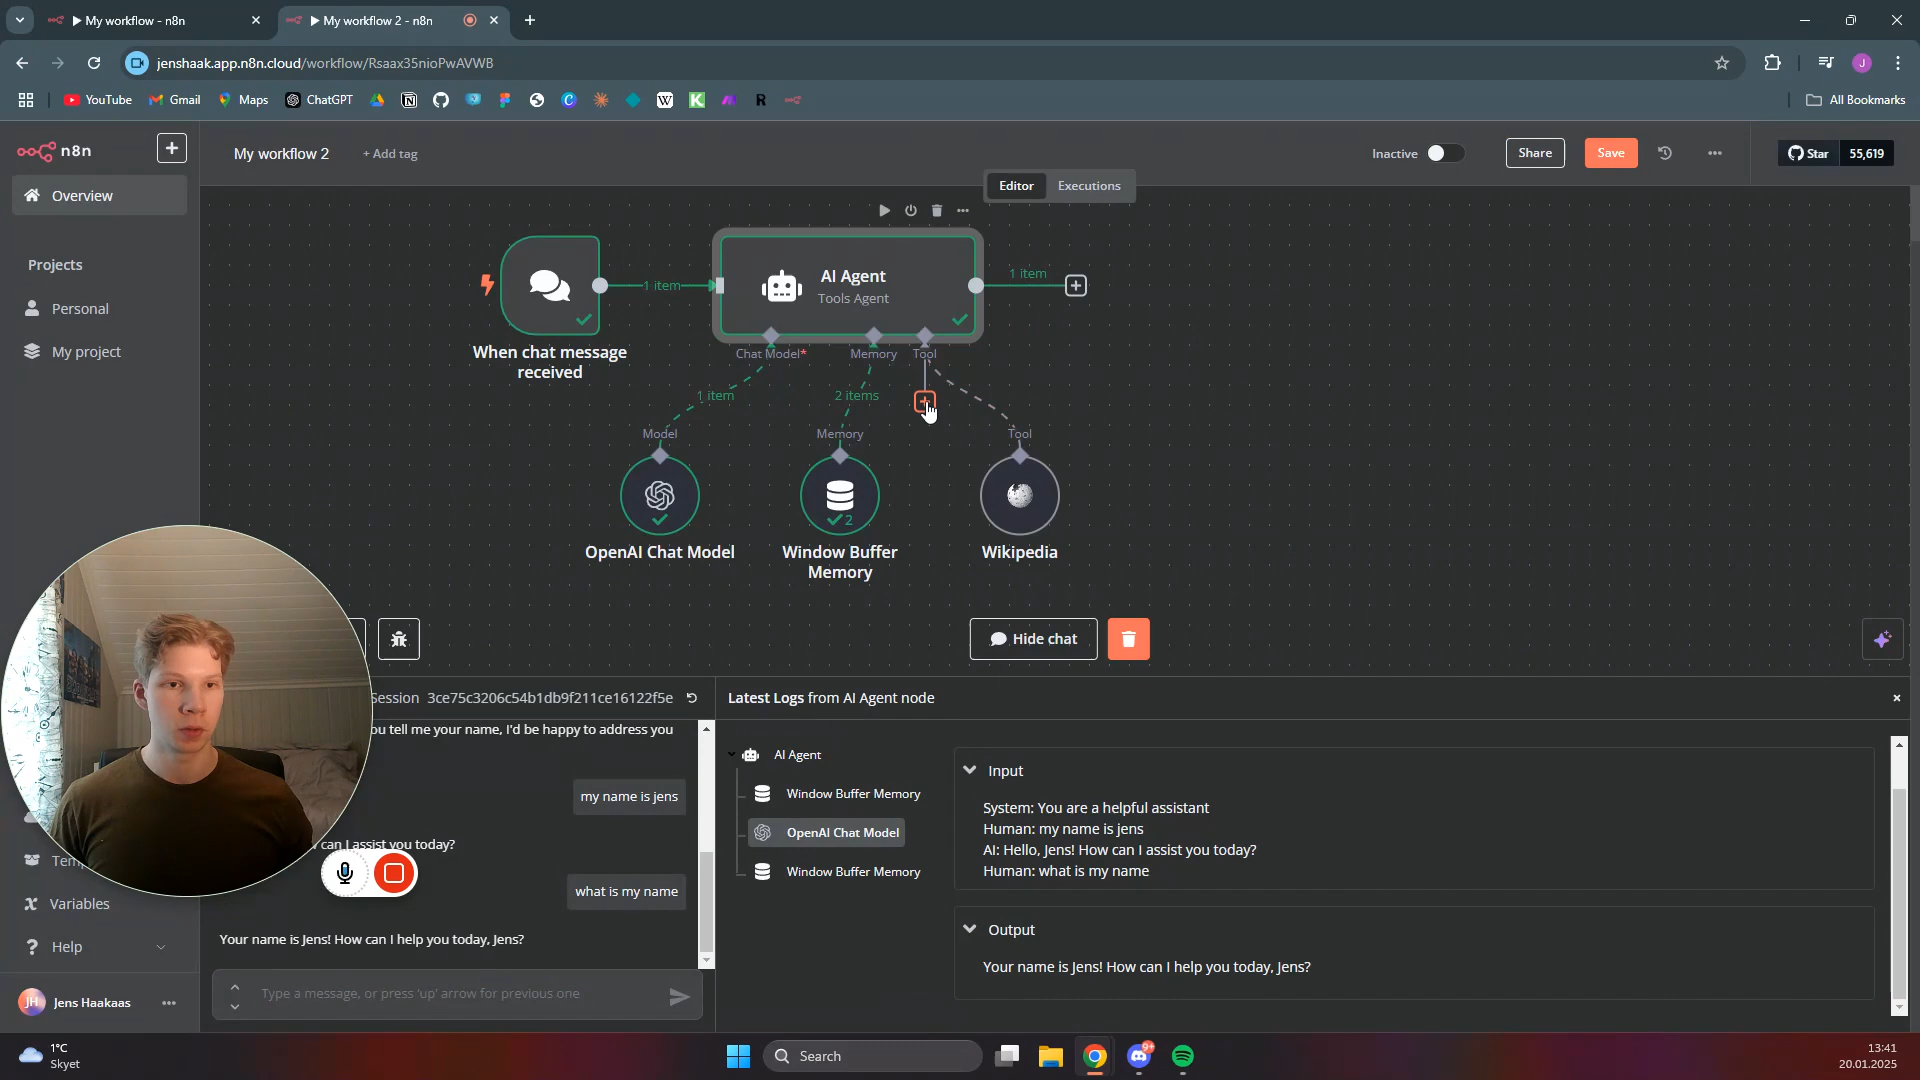 My workflow - n8n
My workflow 2 - n8n
jenshaak.app.n8n.cloud/workflow/Rsaax35nioPwAVWB
YouTube
Gmail
Maps
ChatGPT
All Bookmarks
n8n
My workflow 2
+ Add tag
Inactive
Share
Save
Star
55,619
Overview
Editor
Executions
Projects
Personal
My project
1 item
AI Agent
Tools Agent
1 item
When chat message
received
Chat Model*
Memory
Tool
1 item
2 items
Model
Memory
Tool
2
OpenAI Chat Model
Window Buffer
Memory
Wikipedia
Hide chat
Session 3ce75c3206c54b1db9f211ce16122f5e
Latest Logs from AI Agent node
ou tell me your name, I'd be happy to address you
my name is jens
can I assist you today?
what is my name
Your name is Jens! How can I help you today, Jens?
Type a message, or press 'up' arrow for previous one
AI Agent
Window Buffer Memory
OpenAI Chat Model
Window Buffer Memory
Input
System: You are a helpful assistant
Human: my name is jens
AI: Hello, Jens! How can I assist you today?
Human: what is my name
Output
Your name is Jens! How can I help you today, Jens?
Variables
Help
JH
Jens Haakaas
1°C
Skyet
Search
9+
13:41
20.01.2025